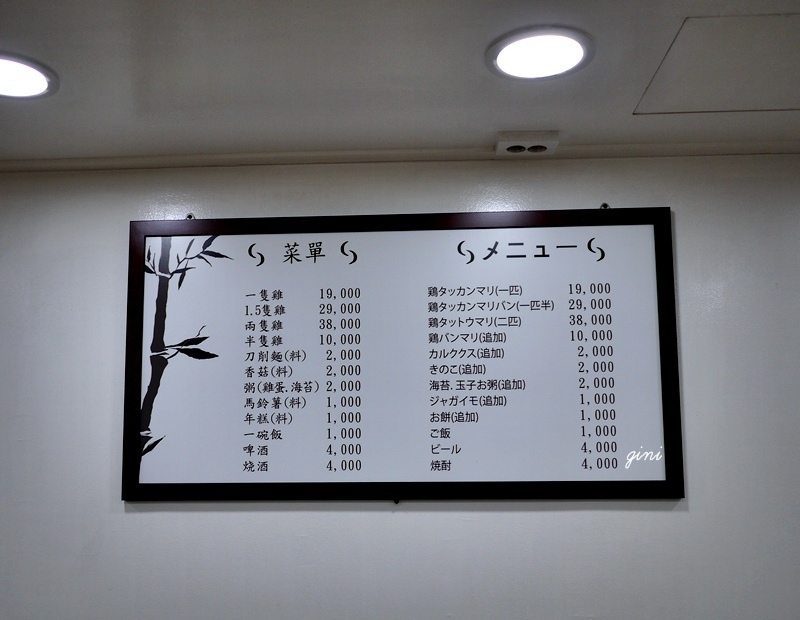 菜單
一隻雞 19,000
1.5隻雞 29,000
兩隻雞 38,000
半隻雞 10,000
刀削麵(料) 2,000
香菇(料) 2,000
粥(雞蛋.海苔) 2,000
馬鈴薯(料) 1,000
年糕(料) 1,000
一碗飯 1,000
啤酒 4,000
燒酒 4,000
メニュー
鶏タッカンマリ(一匹) 19,000
鶏タッカンマリバン(一匹半) 29,000
鶏タットウマリ(二匹) 38,000
鶏バンマリ(追加) 10,000
カルククス(追加) 2,000
きのこ(追加) 2,000
海苔.玉子お粥(追加) 2,000
ジャガイモ(追加) 1,000
お餅(追加) 1,000
ご飯 1,000
ビール 4,000
焼酎 4,000
gini